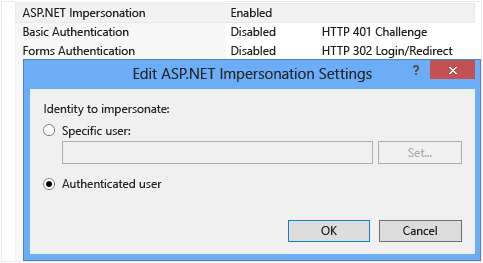 ASP.NET Impersonation Enabled
Basic Authentication Disabled HTTP 401 Challenge
Forms Authentication Disabled HTTP 302 Login/Redirect
Edit ASP.NET Impersonation Settings ? ×
Identity to impersonate:
Specific user:
Set...
Authenticated user
OK Cancel